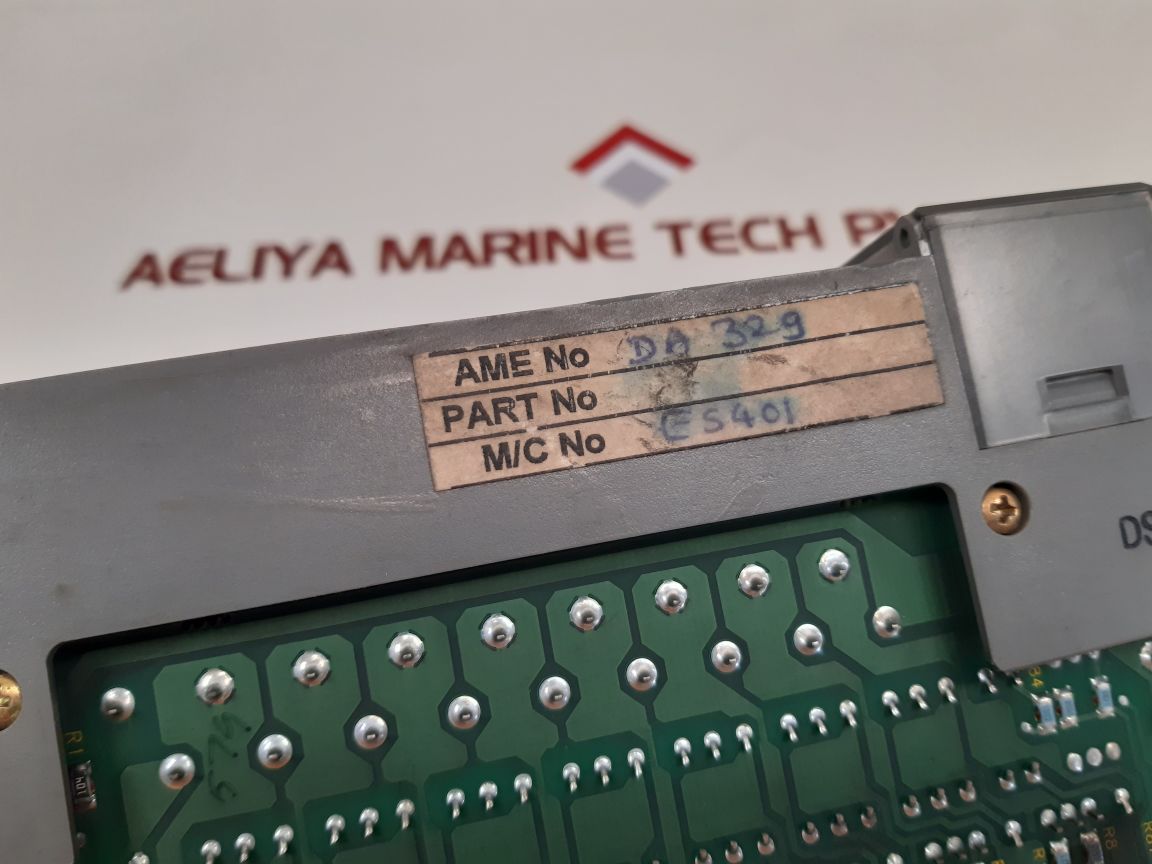 AELIYA MARINE TECH
AME No DA 329
PART No
M/C No ES401
DS
R1
R8